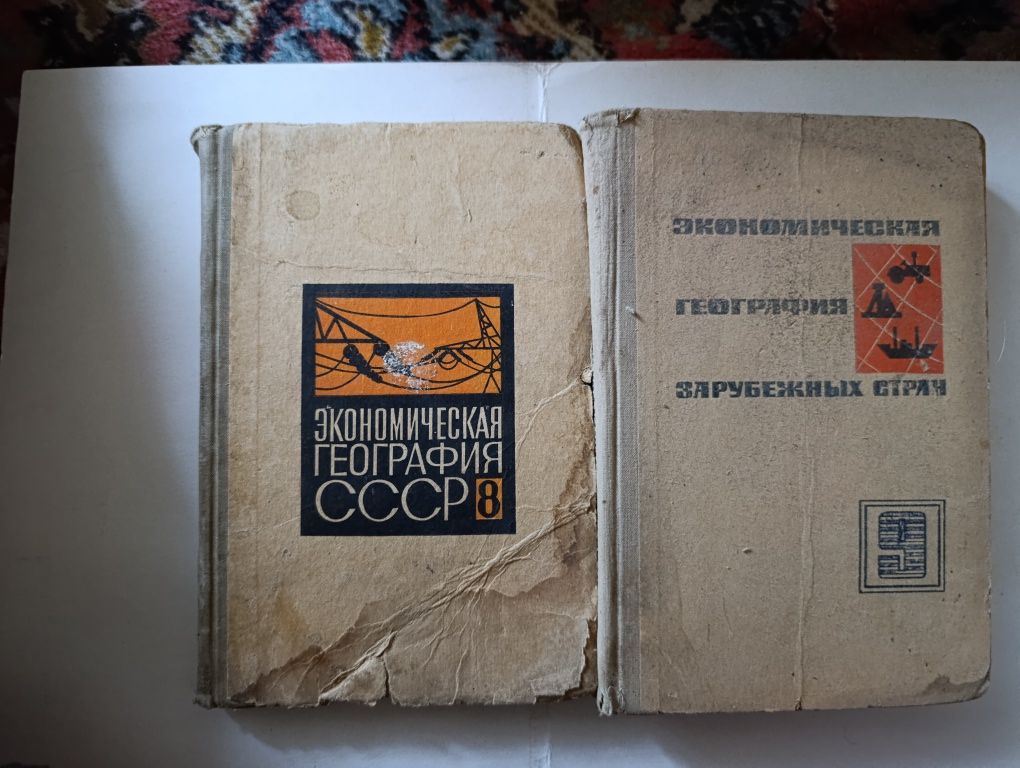 ЭКОНОМИЧЕСКАЯ
ГЕОГРАФИЯ
СССР 8
ЭКОНОМИЧЕСКАЯ
ГЕОГРАФИЯ
ЗАРУБЕЖНЫХ СТРАН
9